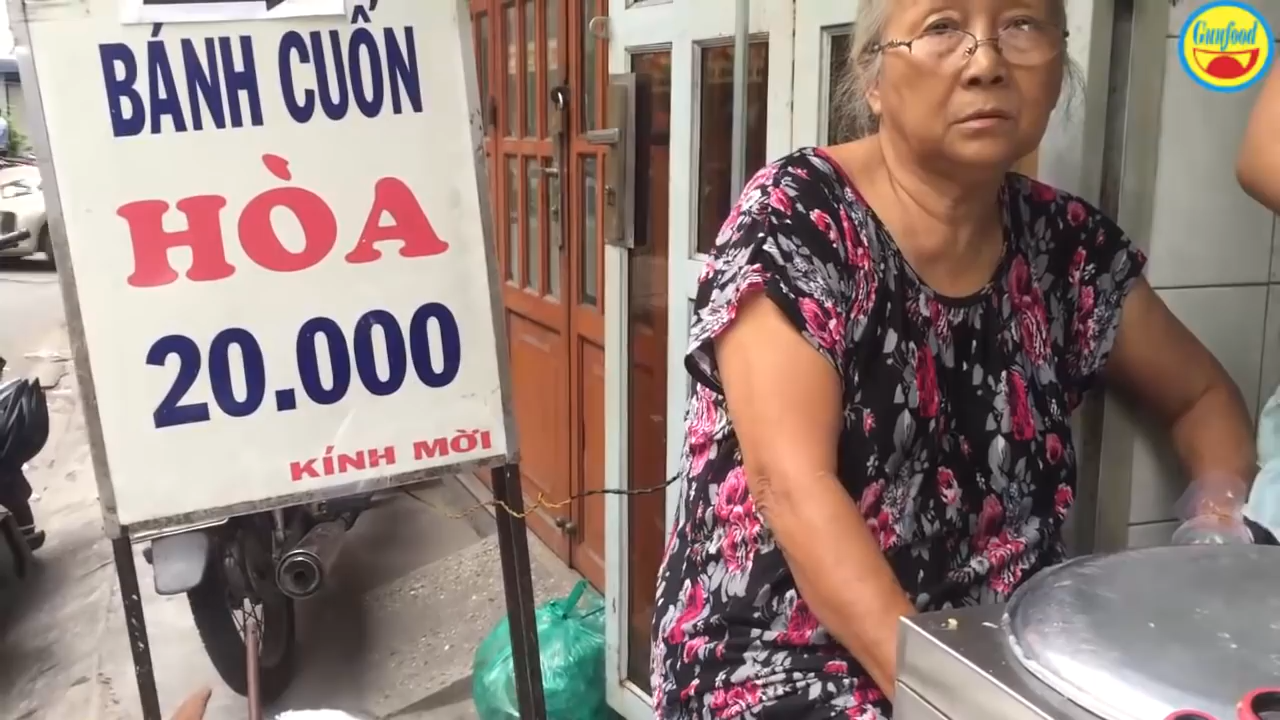 BÁNH CUỐN
HÒA
20.000
KÍNH MỜI
Gunfood